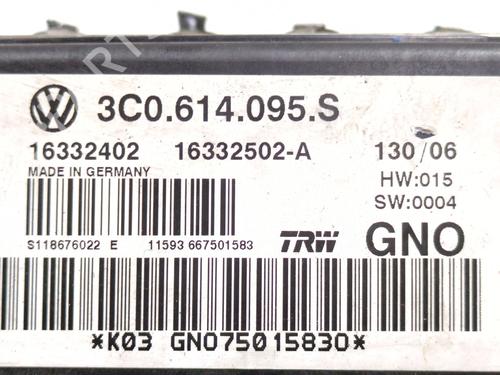 3C0.614.095.S
16332402 16332502-A 130/06
MADE IN GERMANY HW:015
SW:0004
S118676022 E 11593 667501583 TRW GNO
*K03 GNO75015830*